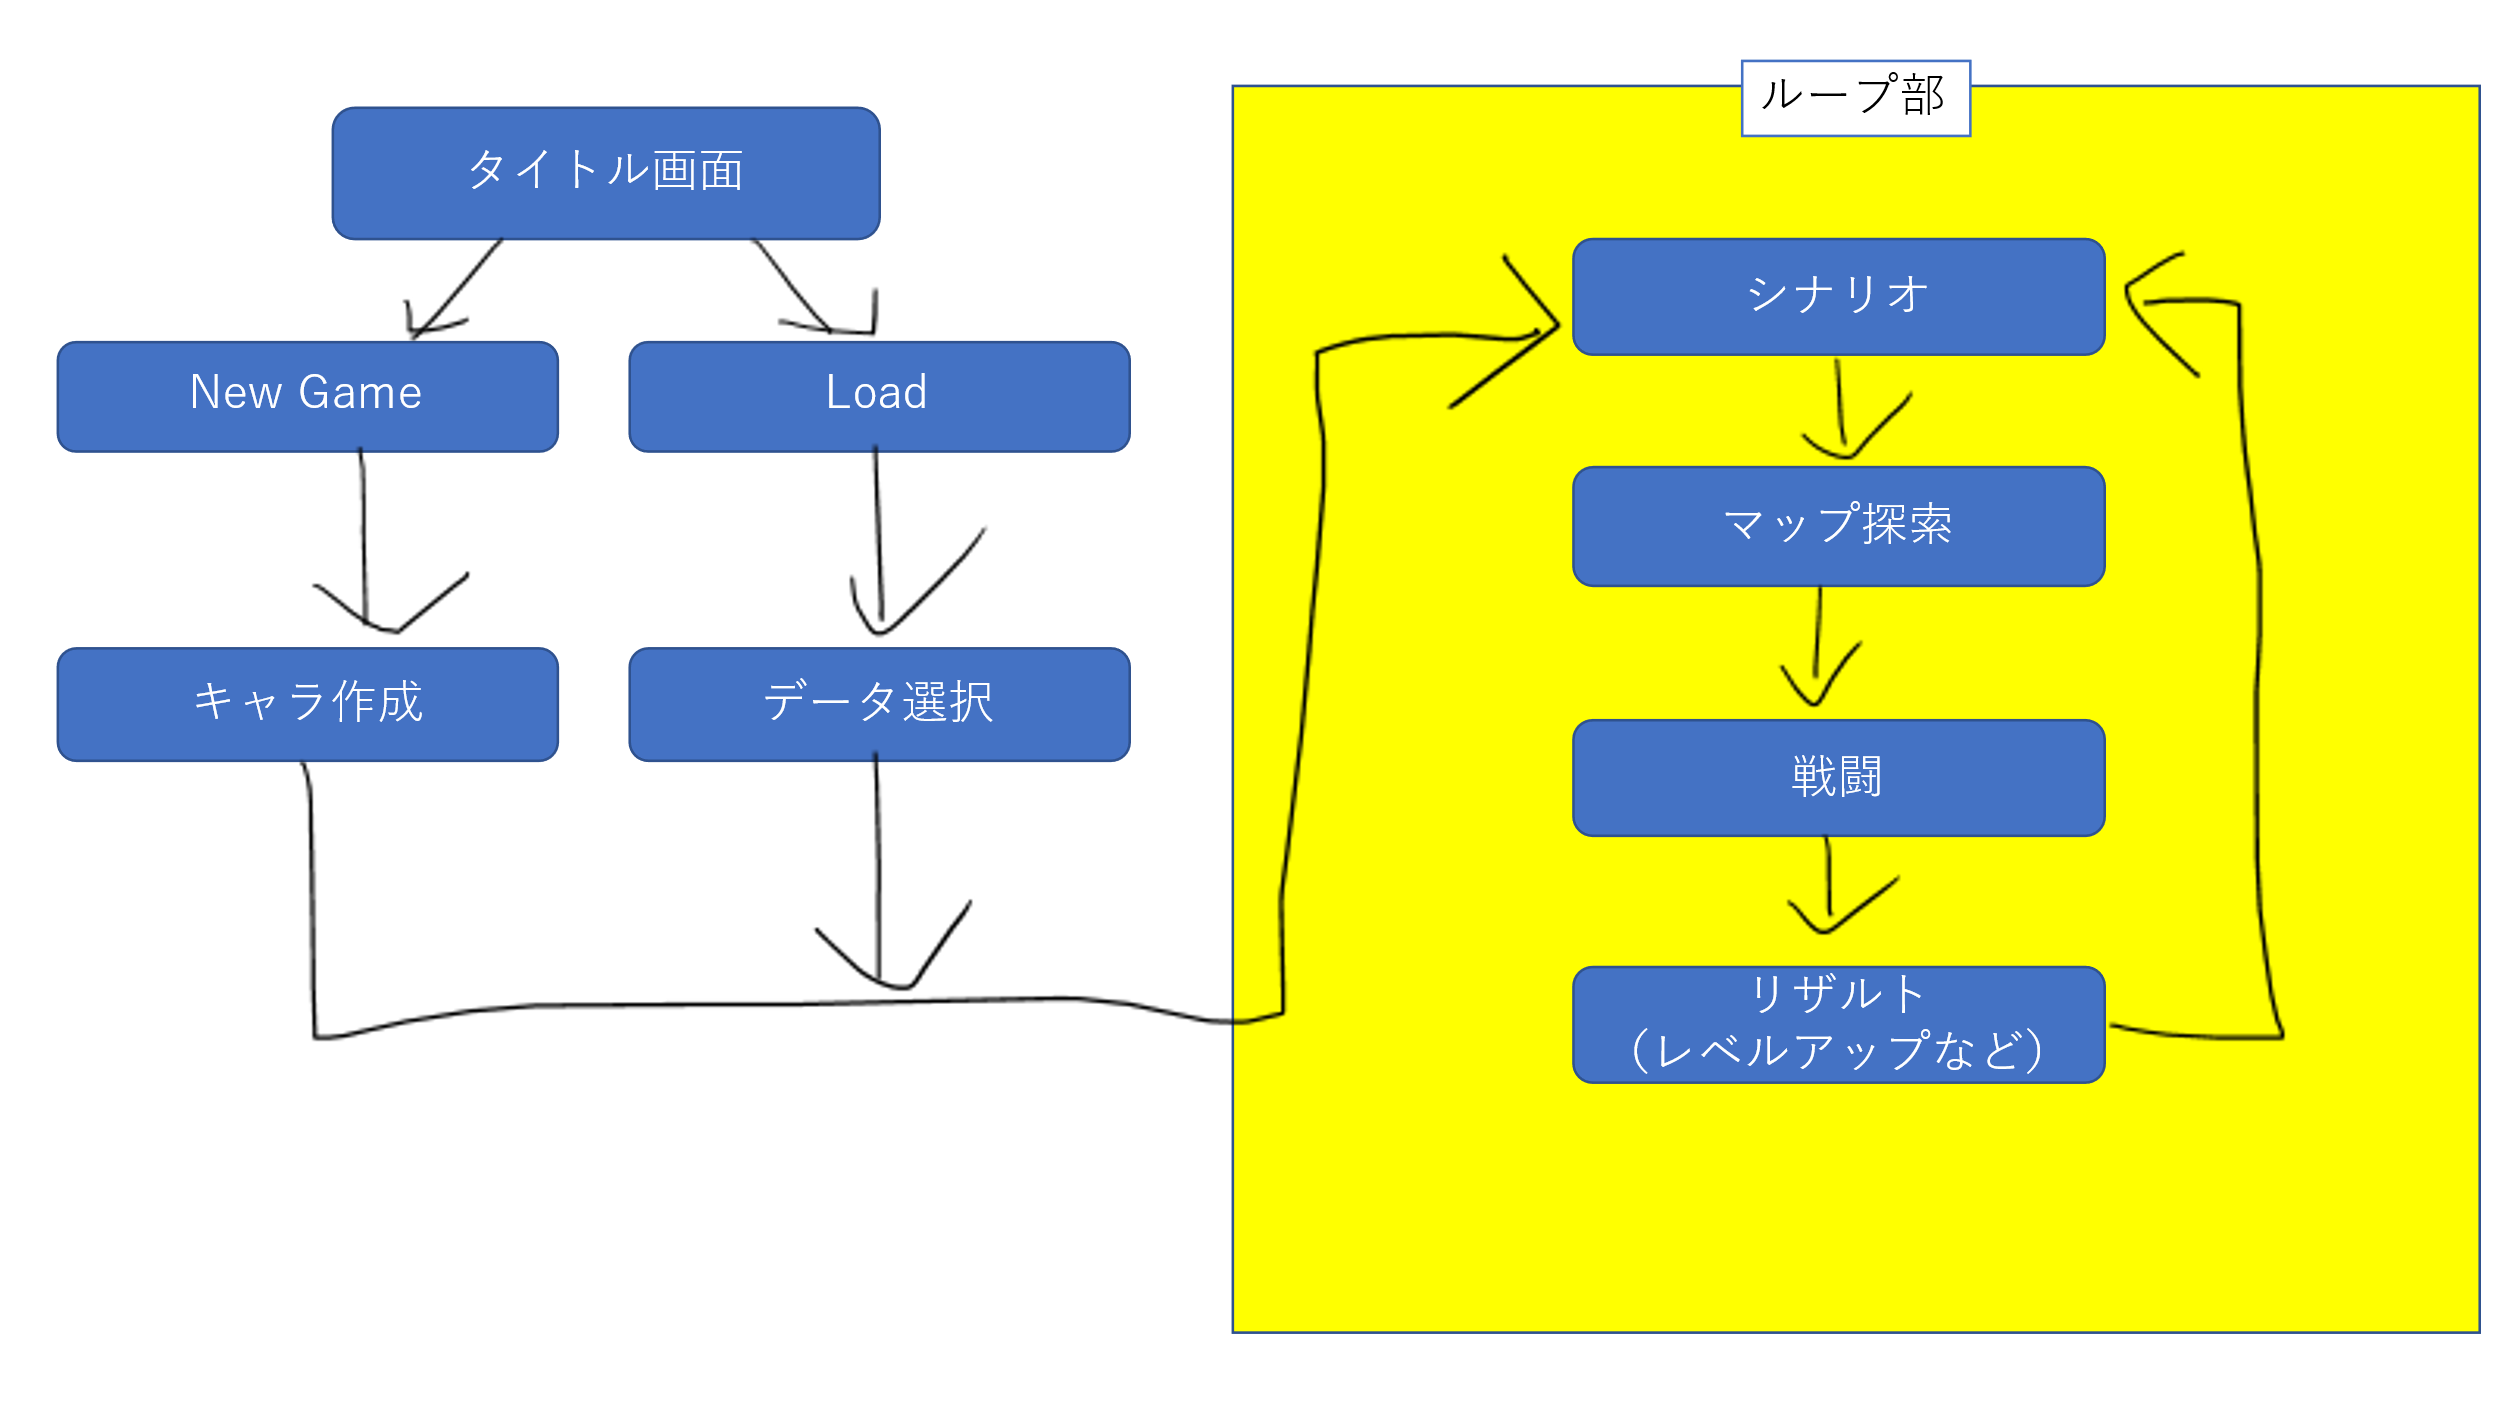 タイトル画面
New Game
Load
キャラ作成
データ選択
ループ部
シナリオ
マップ探索
戦闘
リザルト
（レベルアップなど）